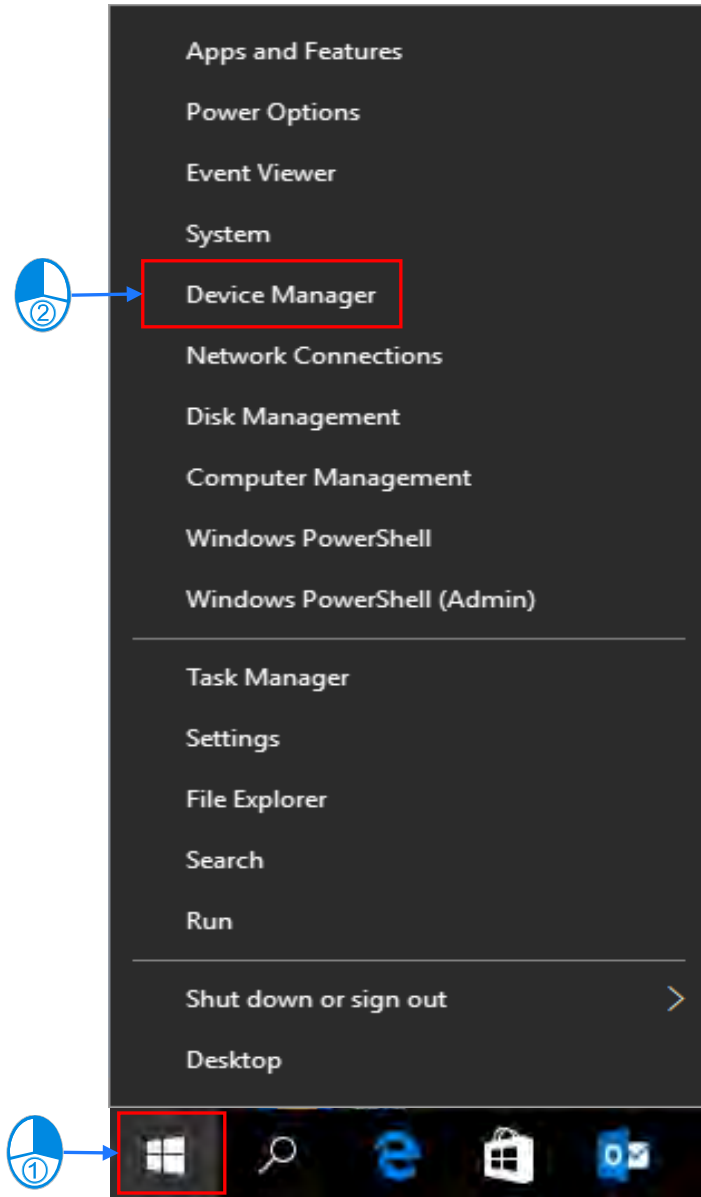 Apps and Features
Power Options
Event Viewer
System
② Device Manager
Network Connections
Disk Management
Computer Management
Windows PowerShell
Windows PowerShell (Admin)
Task Manager
Settings
File Explorer
Search
Run
Shut down or sign out
Desktop
①